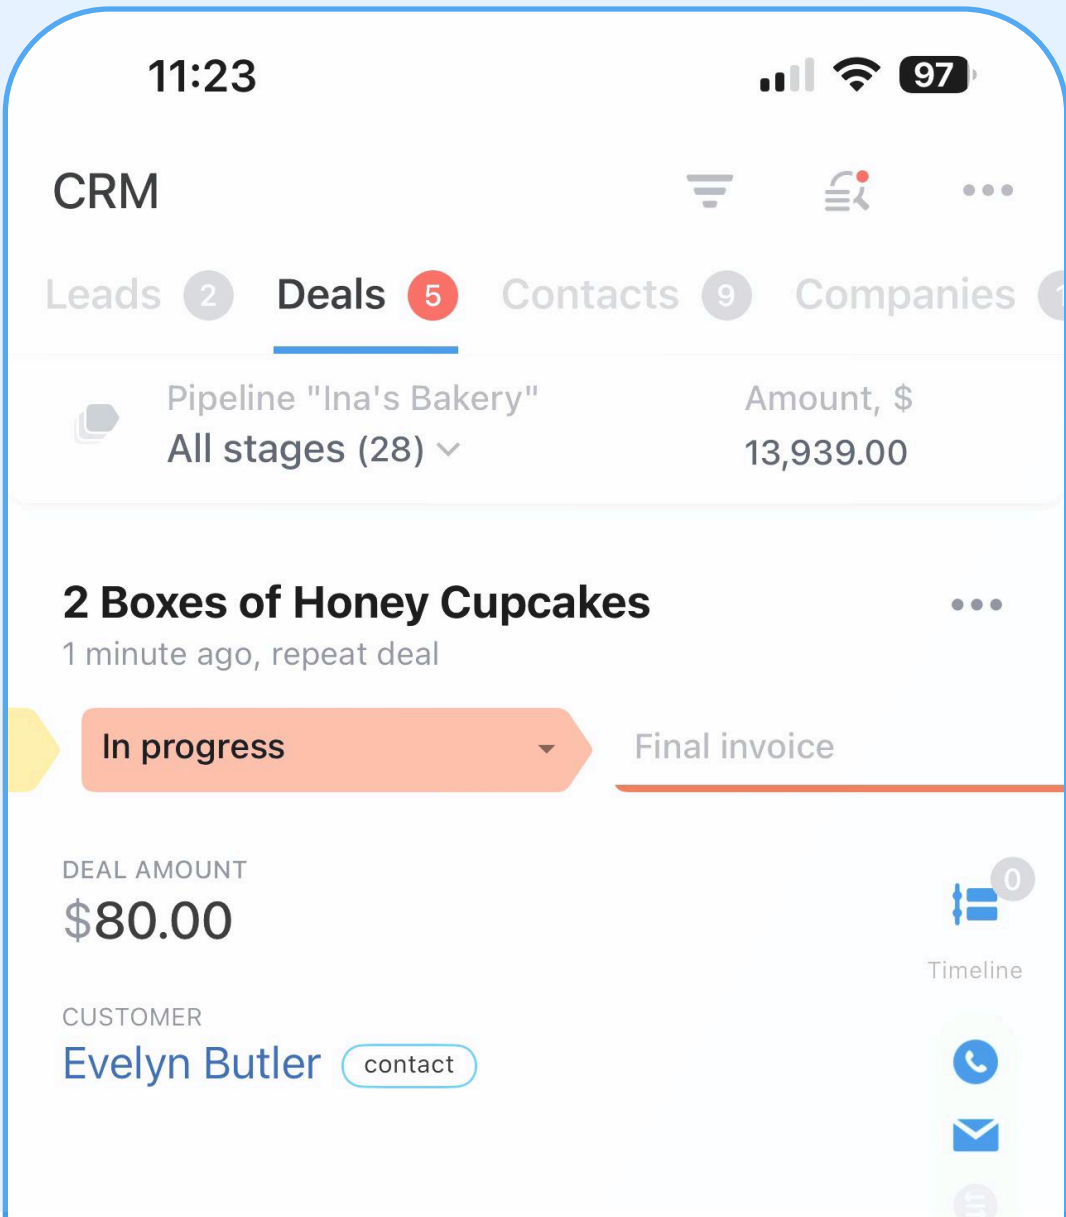 11:23 97
CRM
Leads 2 Deals 5 Contacts 9 Companies
Pipeline "Ina's Bakery" Amount, $
All stages (28) 13,939.00
2 Boxes of Honey Cupcakes
1 minute ago, repeat deal
In progress Final invoice
DEAL AMOUNT
0
$80.00
Timeline
CUSTOMER
Evelyn Butler contact